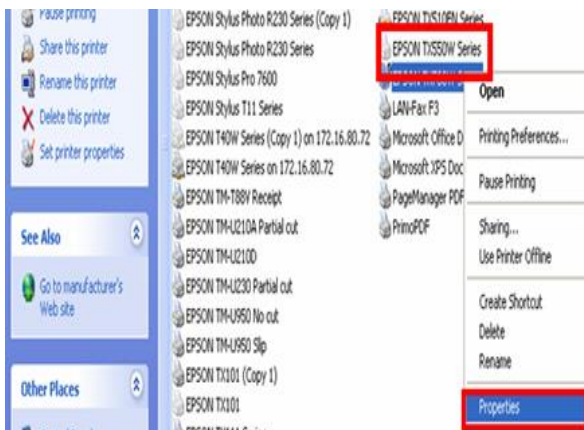 Pause printing
Share this printer
Rename this printer
Delete this printer
Set printer properties
See Also
Go to manufacturer's
Web site
Other Places
EPSON Stylus Photo R230 Series (Copy 1)
EPSON Stylus Photo R230 Series
EPSON Stylus Pro 7600
EPSON Stylus T11 Series
EPSON T40W Series (Copy 1) on 172.16.80.72
EPSON T40W Series on 172.16.80.72
EPSON TM-T88V Receipt
EPSON TM-U210A Partial cut
EPSON TM-U210D
EPSON TM-U230 Partial cut
EPSON TM-U950 No cut
EPSON TM-U950 Slip
EPSON TX101 (Copy 1)
EPSON TX101
EPSON TX510FN Series
EPSON TX550W Series
LAN-Fax F3
Microsoft Office D
Microsoft XPS Doc
PageManager PDF
PrimoPDF
Open
Printing Preferences...
Pause Printing
Sharing...
Use Printer Offline
Create Shortcut
Delete
Rename
Properties